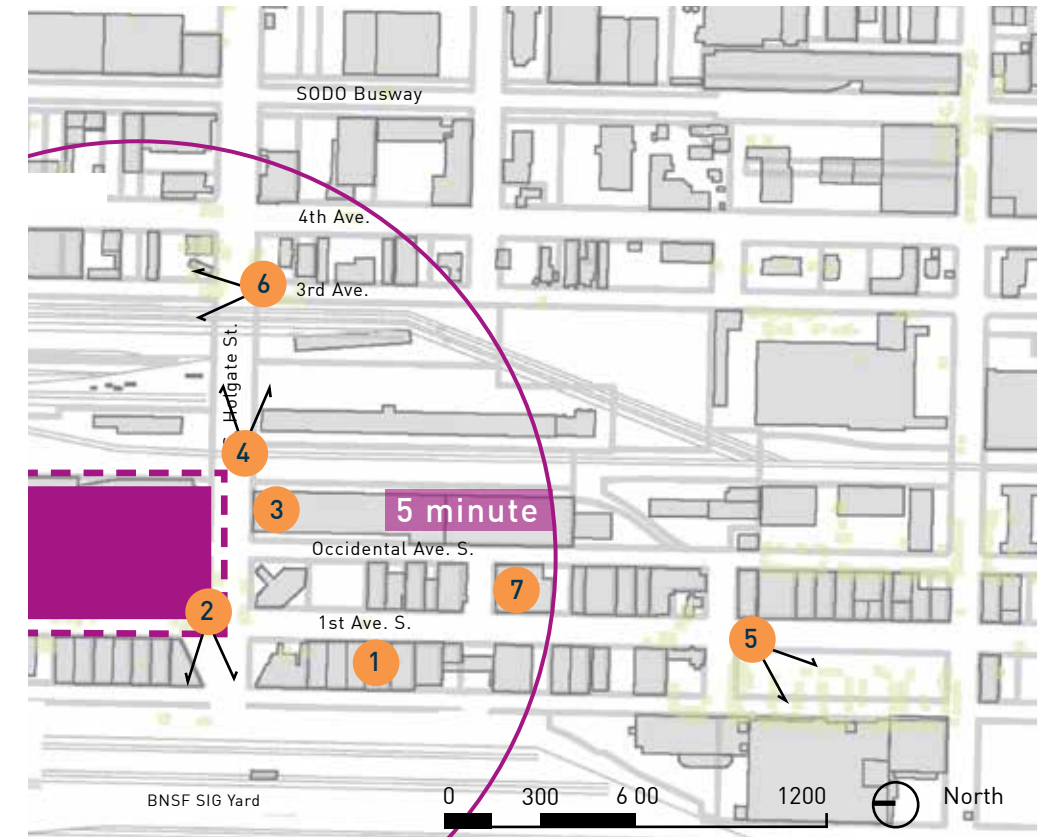 SODO Busway
4th Ave.
6
3rd Ave.
Holgate St.
4
3
5 minute
Occidental Ave. S.
7
2
1st Ave. S.
5
1
BNSF SIG Yard
0 300 6 00 1200
North